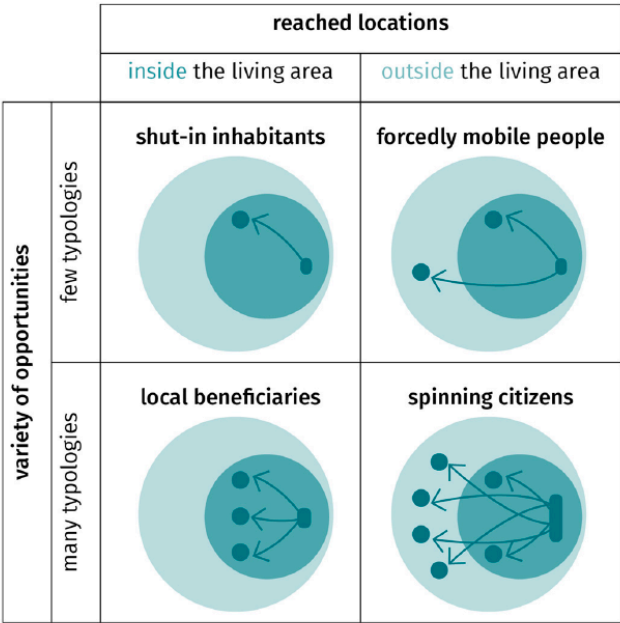 reached locations
inside the living area
outside the living area
variety of opportunities
few typologies
shut-in inhabitants
forcedly mobile people
many typologies
local beneficiaries
spinning citizens